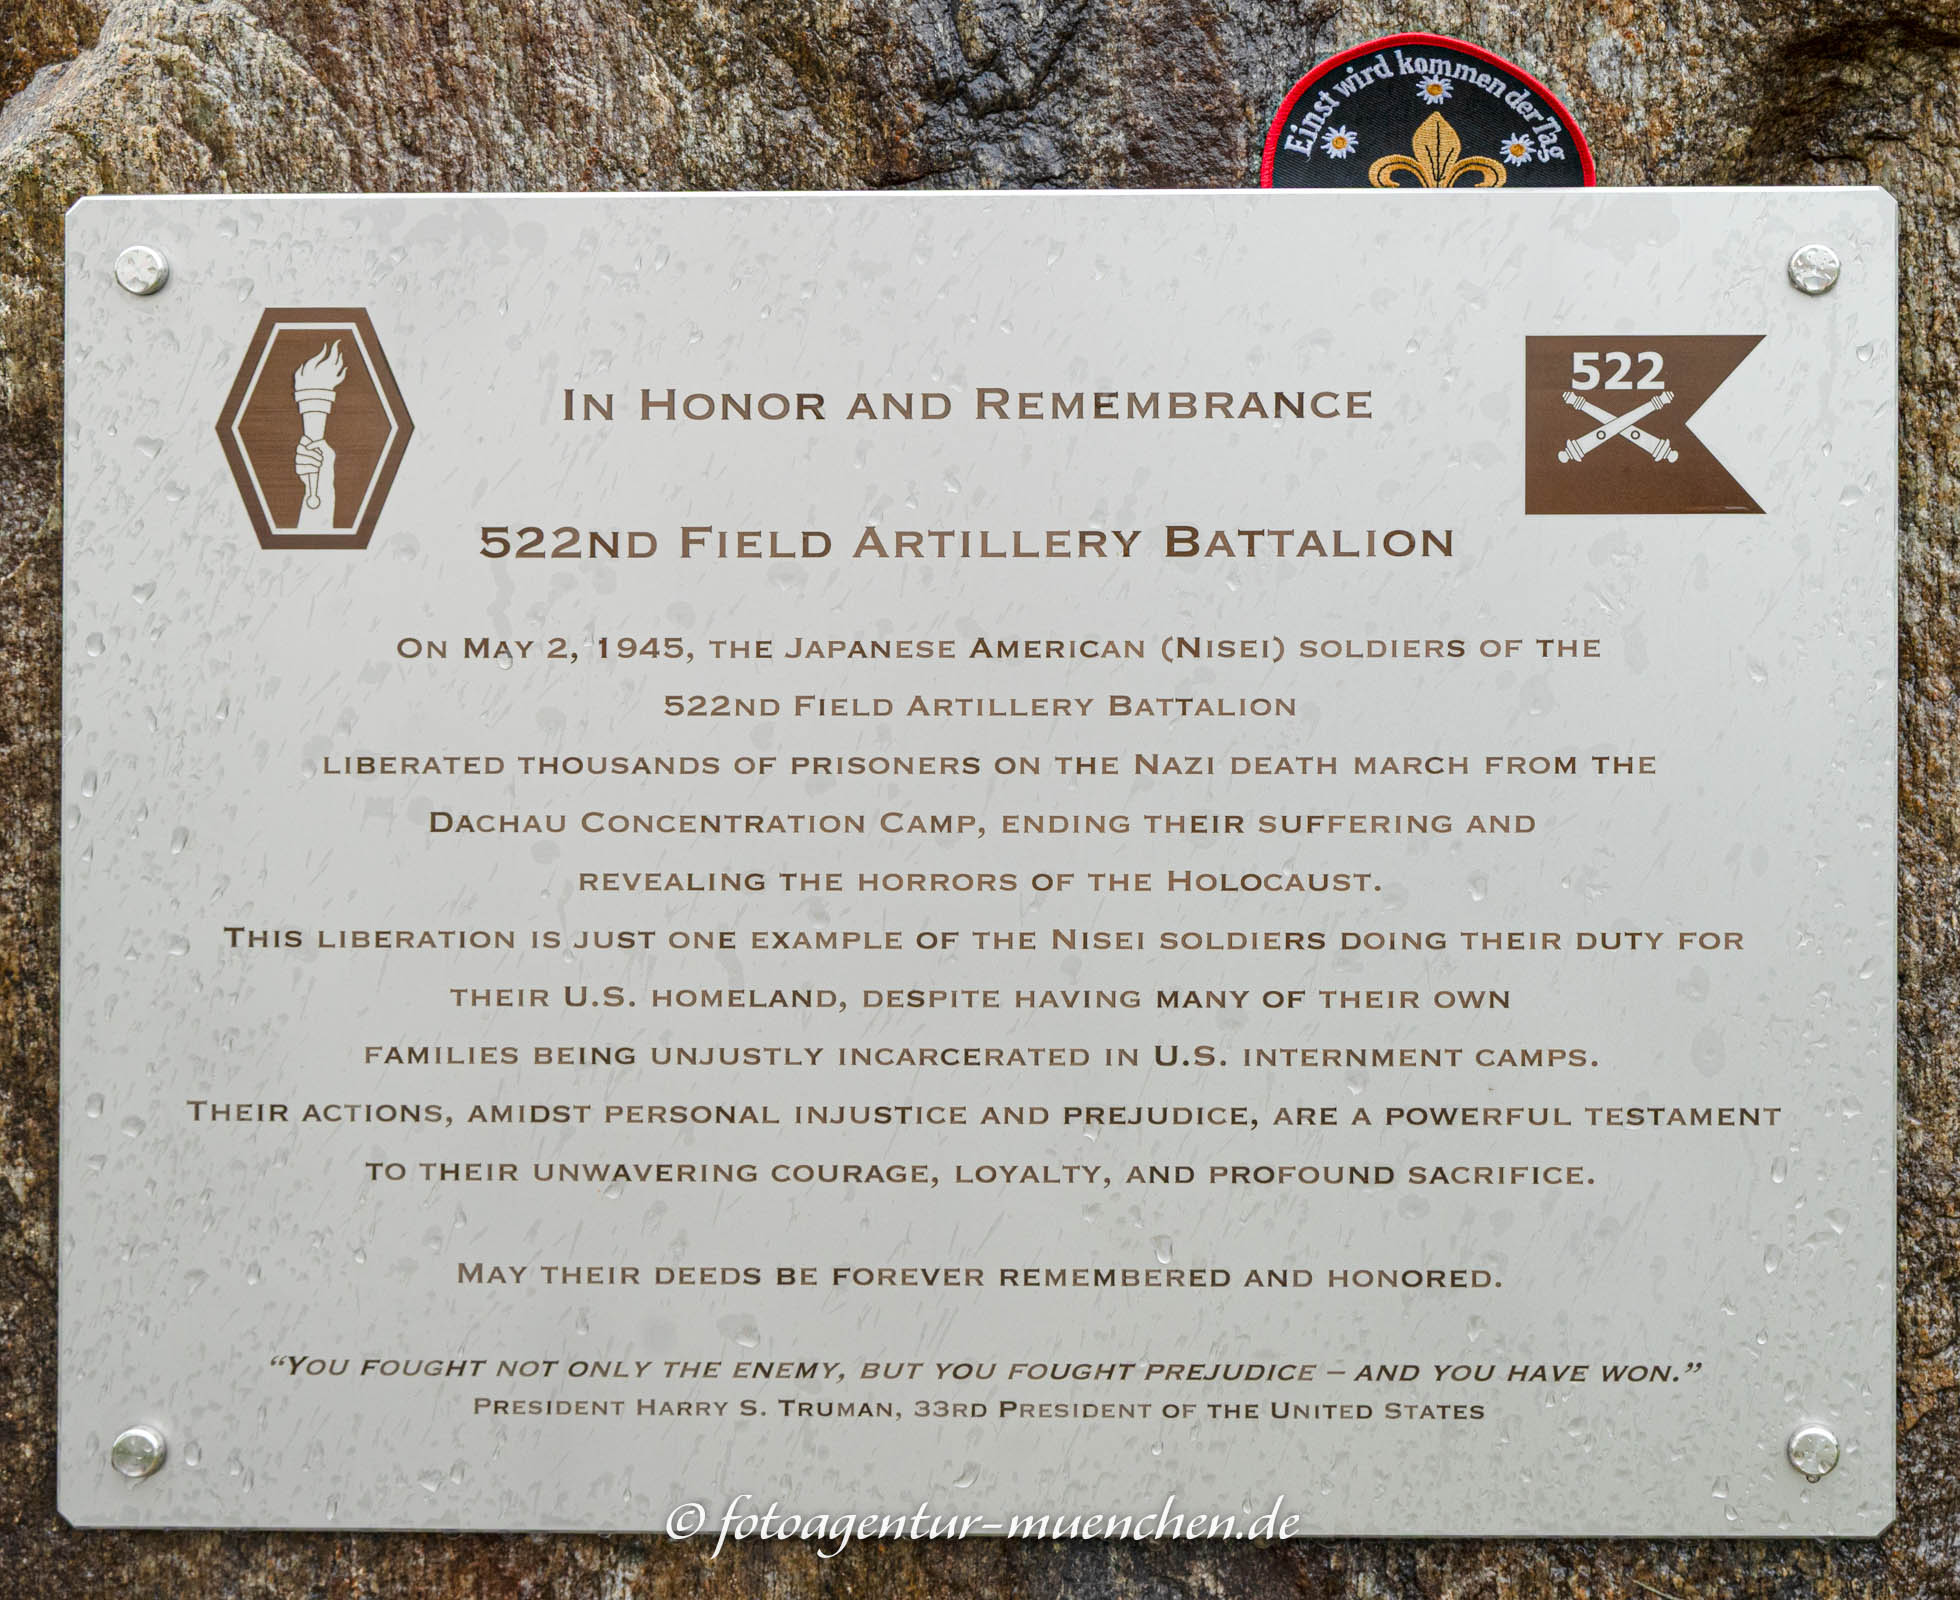 Einst wird kommen der Tag
522
In Honor and Remembrance
522nd Field Artillery Battalion
On May 2, 1945, the Japanese American (Nisei) soldiers of the
522nd Field Artillery Battalion
liberated thousands of prisoners on the Nazi death march from the
Dachau Concentration Camp, ending their suffering and
revealing the horrors of the Holocaust.
This liberation is just one example of the Nisei soldiers doing their duty for
their U.S. homeland, despite having many of their own
families being unjustly incarcerated in U.S. internment camps.
Their actions, amidst personal injustice and prejudice, are a powerful testament
to their unwavering courage, loyalty, and profound sacrifice.
May their deeds be forever remembered and honored.
“You fought not only the enemy, but you fought prejudice – and you have won.”
President Harry S. Truman, 33rd President of the United States
© fotoagentur-muenchen.de